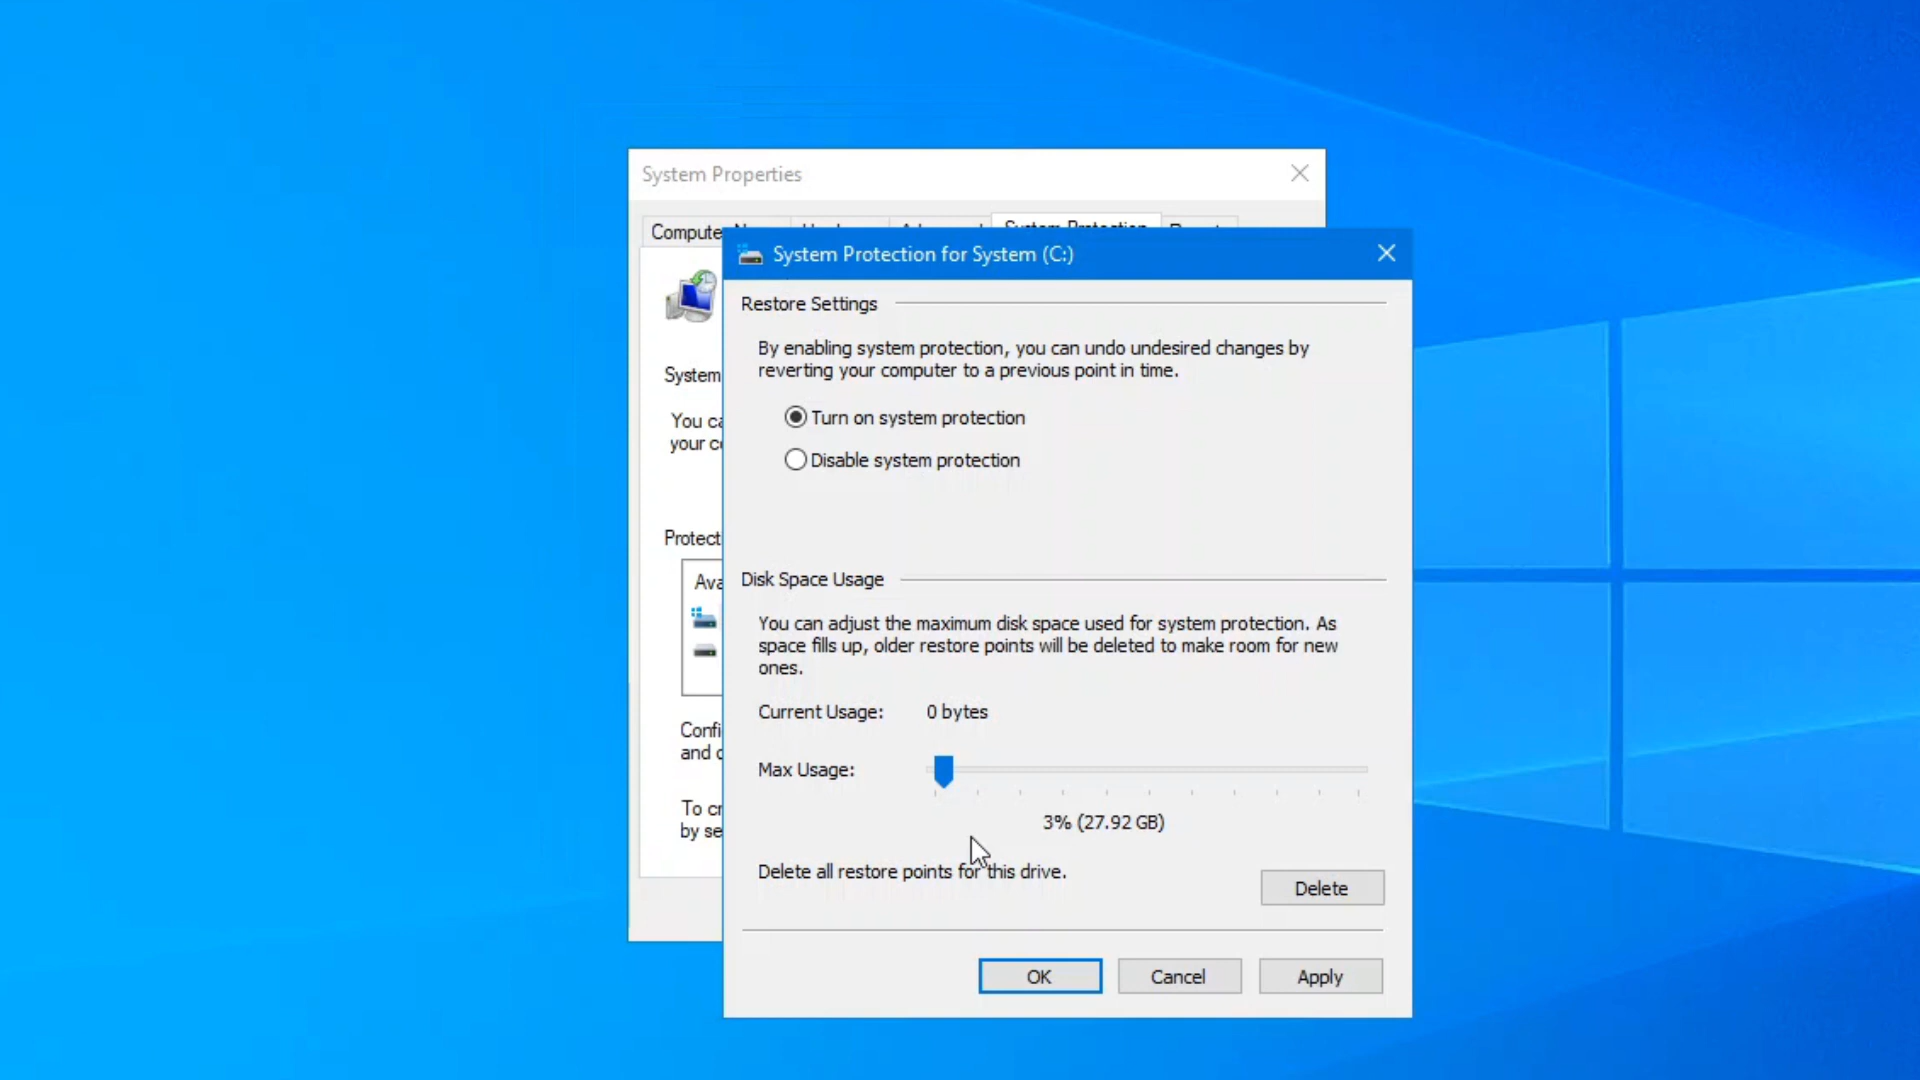 System Properties
Compute
System Protection
System Protection for System (C:)
Restore Settings
By enabling system protection, you can undo undesired changes by
reverting your computer to a previous point in time.
System
You ca
your c
Turn on system protection
Disable system protection
Protect
Ava
Disk Space Usage
You can adjust the maximum disk space used for system protection. As
space fills up, older restore points will be deleted to make room for new
ones.
Current Usage: 0 bytes
Confi
and c
Max Usage:
3% (27.92 GB)
To cr
by se
Delete all restore points for this drive.
Delete
OK
Cancel
Apply